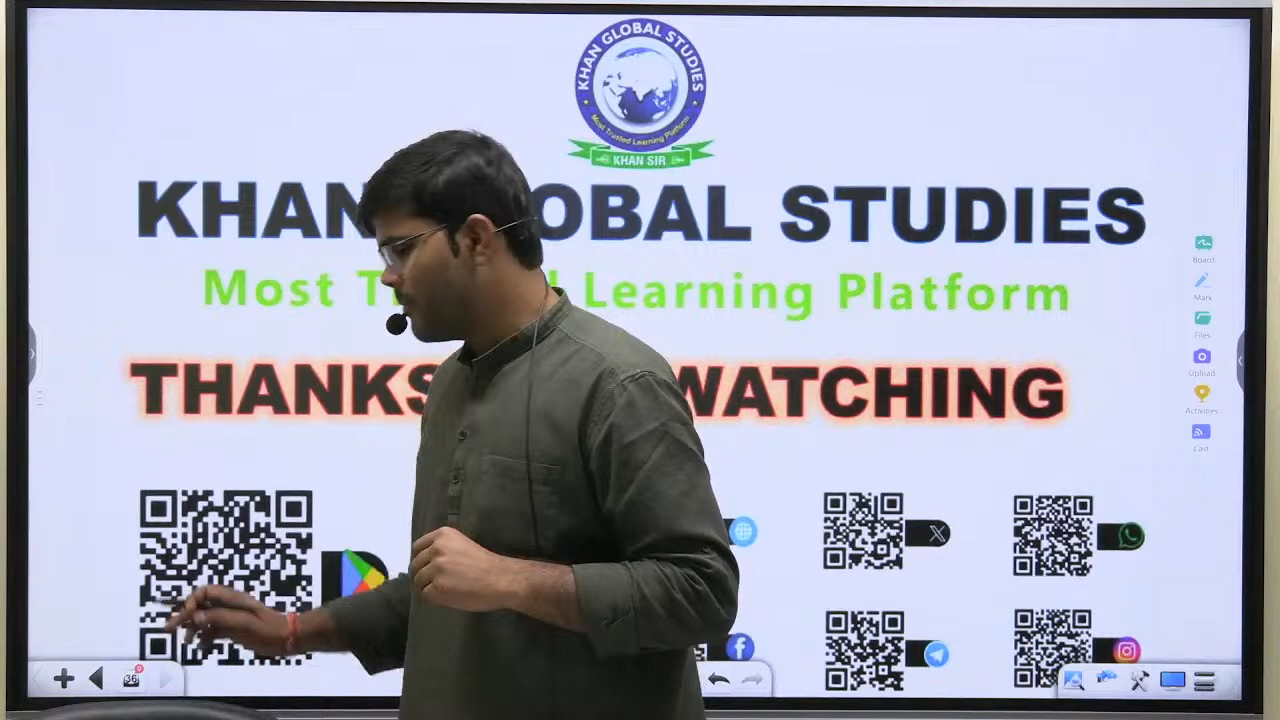 KHAN GLOBAL STUDIES
Most Trusted Learning Platform
KHAN SIR
KHAN OBAL STUDIES
Most T Learning Platform
THANKS WATCHING
Board
Mark
Files
Upload
Activities
Cast
36